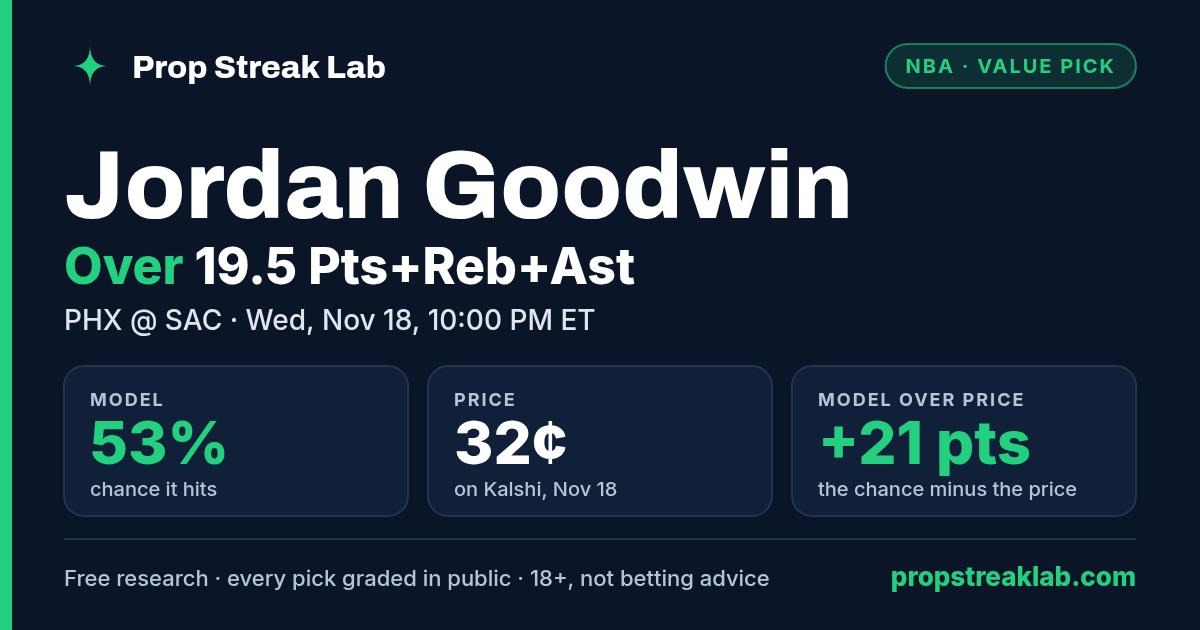 Prop Streak Lab
NBA · VALUE PICK
Jordan Goodwin
Over 19.5 Pts+Reb+Ast
PHX @ SAC · Wed, Nov 18, 10:00 PM ET
MODEL
53%
chance it hits
PRICE
32¢
on Kalshi, Nov 18
MODEL OVER PRICE
+21 pts
the chance minus the price
Free research · every pick graded in public · 18+, not betting advice
propstreaklab.com